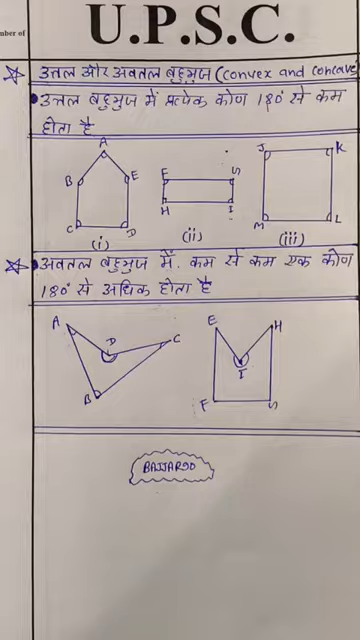 mber of
U.P.S.C.
उत्तल और अवतल बहुभुज (convex and concave)
उत्तल बहुभुज में प्रत्येक कोण 180° से कम
होता है
A
B E
C D
(i)
E G
H I
(ii)
J K
M L
(iii)
अवतल बहुभुज में. कम से कम एक कोण
180° से अधिक होता है
A
D
C
B
E H
I
F G
BAJJAR90